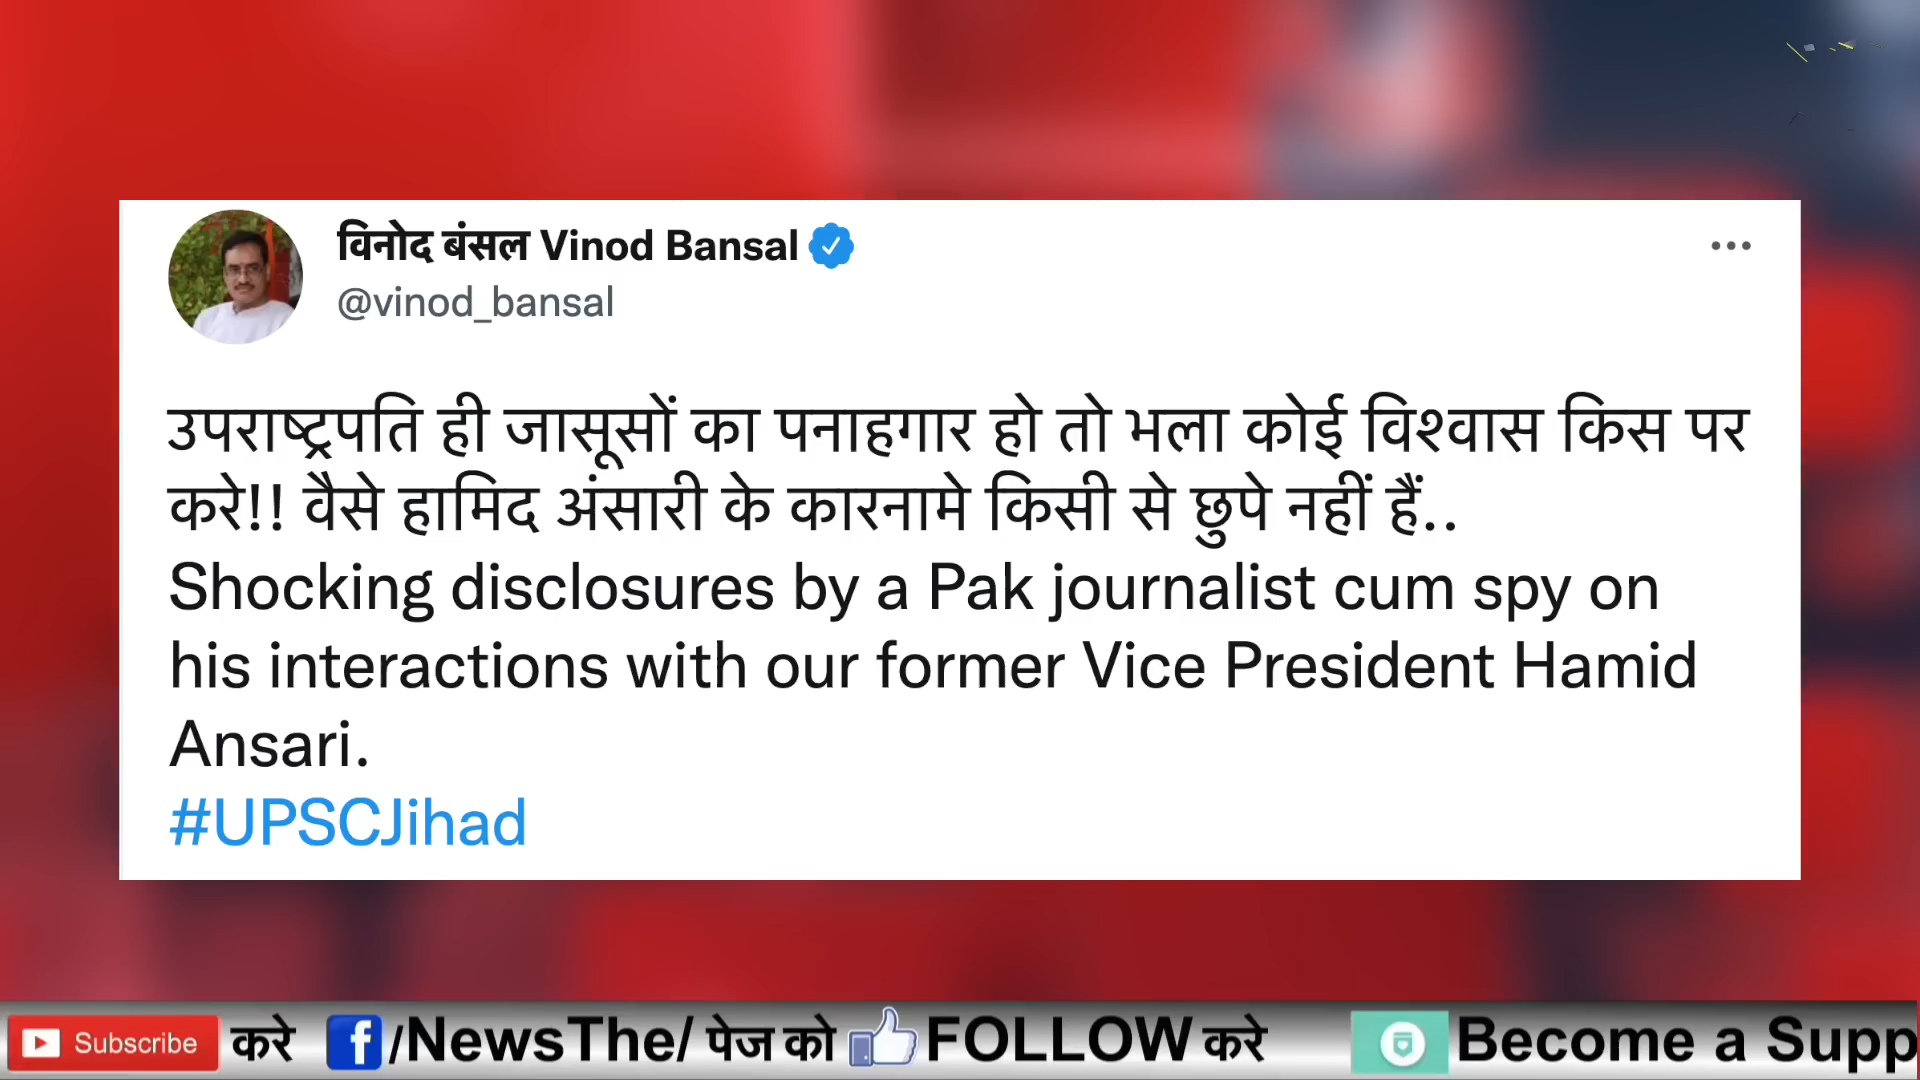 विनोद बंसल Vinod Bansal
@vinod_bansal
उपराष्ट्रपति ही जासूसों का पनाहगार हो तो भला कोई विश्वास किस पर
करे!! वैसे हामिद अंसारी के कारनामे किसी से छुपे नहीं हैं..
Shocking disclosures by a Pak journalist cum spy on
his interactions with our former Vice President Hamid
Ansari.
#UPSCJihad
Subscribe करे /NewsThe/ पेज को FOLLOW करे Become a Supp